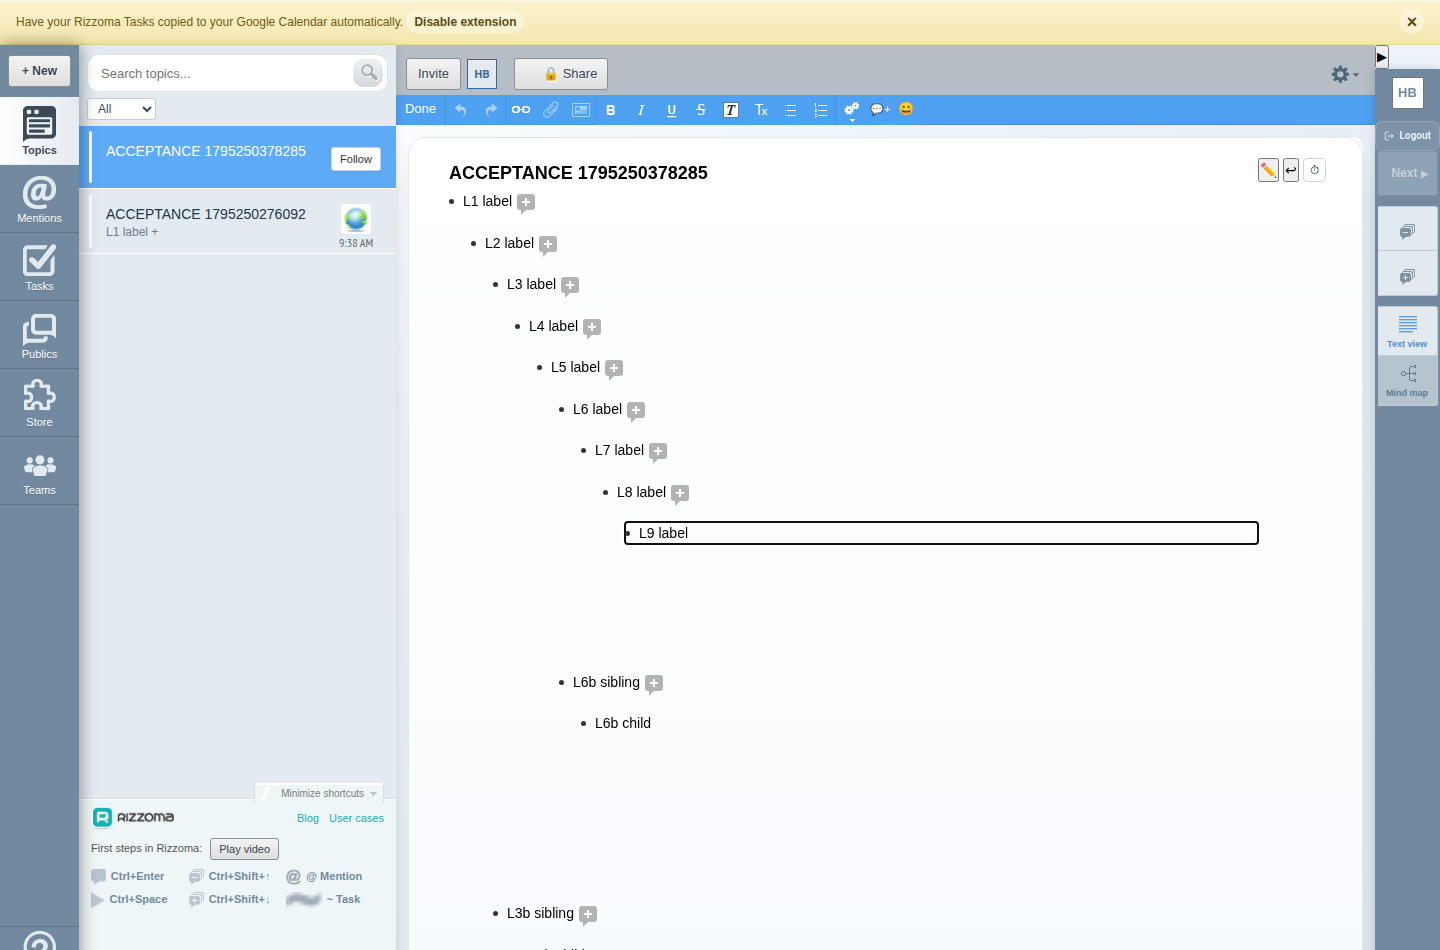 Have your Rizzoma Tasks copied to your Google Calendar automatically. Disable extension ×
+ New
Topics
Mentions
Tasks
Publics
Store
Teams
Search topics...
All
ACCEPTANCE 1795250378285
Follow
ACCEPTANCE 1795250276092
L1 label +
9:38 AM
Minimize shortcuts
RIZZOMA
Blog User cases
First steps in Rizzoma: Play video
Ctrl+Enter Ctrl+Shift+↑ @ Mention
Ctrl+Space Ctrl+Shift+↓ ~ Task
Invite HB Share
Done B I U S T Tx
ACCEPTANCE 1795250378285
L1 label
L2 label
L3 label
L4 label
L5 label
L6 label
L7 label
L8 label
L9 label
L6b sibling
L6b child
L3b sibling
HB
Logout
Next
Text view
Mind map